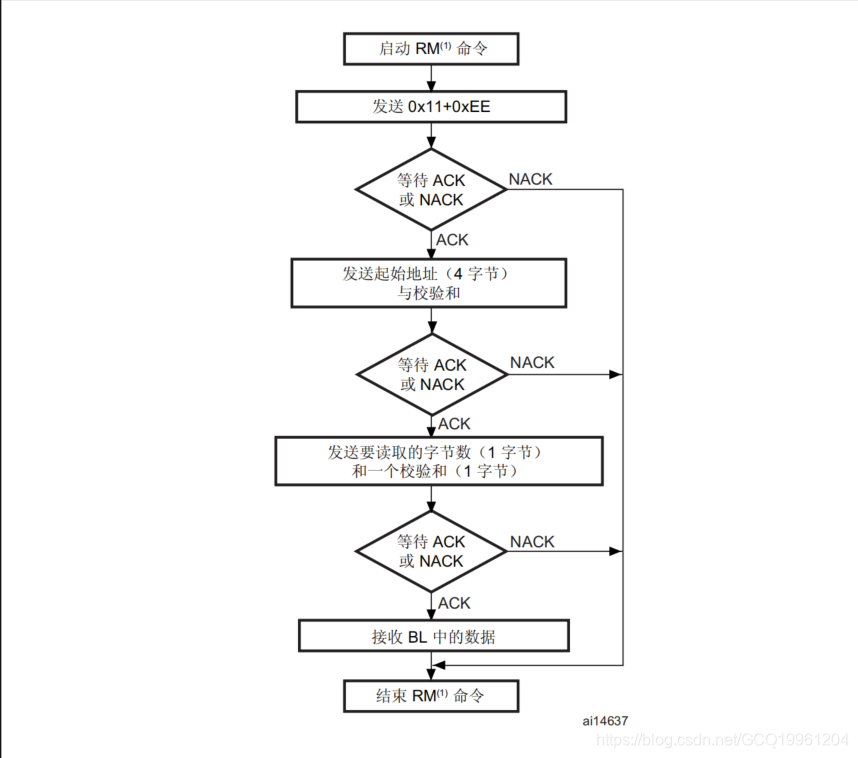 启动 RM(1) 命令
发送 0x11+0xEE
等待 ACK
或 NACK
NACK
ACK
发送起始地址（4 字节）
与校验和
等待 ACK
或 NACK
NACK
ACK
发送要读取的字节数（1 字节）
和一个校验和（1 字节）
等待 ACK
或 NACK
NACK
ACK
接收 BL 中的数据
结束 RM(1) 命令
ai14637
https://blog.csdn.net/GCQ19961204